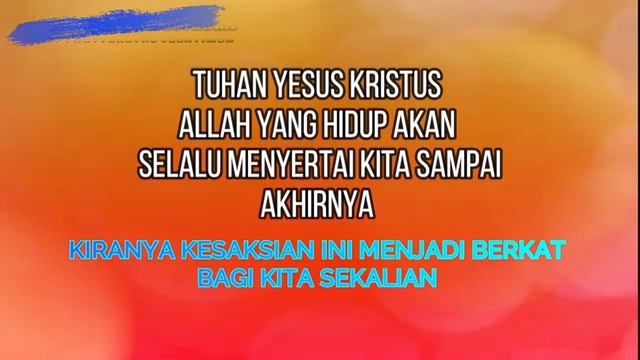 TUHAN YESUS KRISTUS
ALLAH YANG HIDUP AKAN
SELALU MENYERTAI KITA SAMPAI
AKHIRNYA
KIRANYA KESAKSIAN INI MENJADI BERKAT
BAGI KITA SEKALIAN